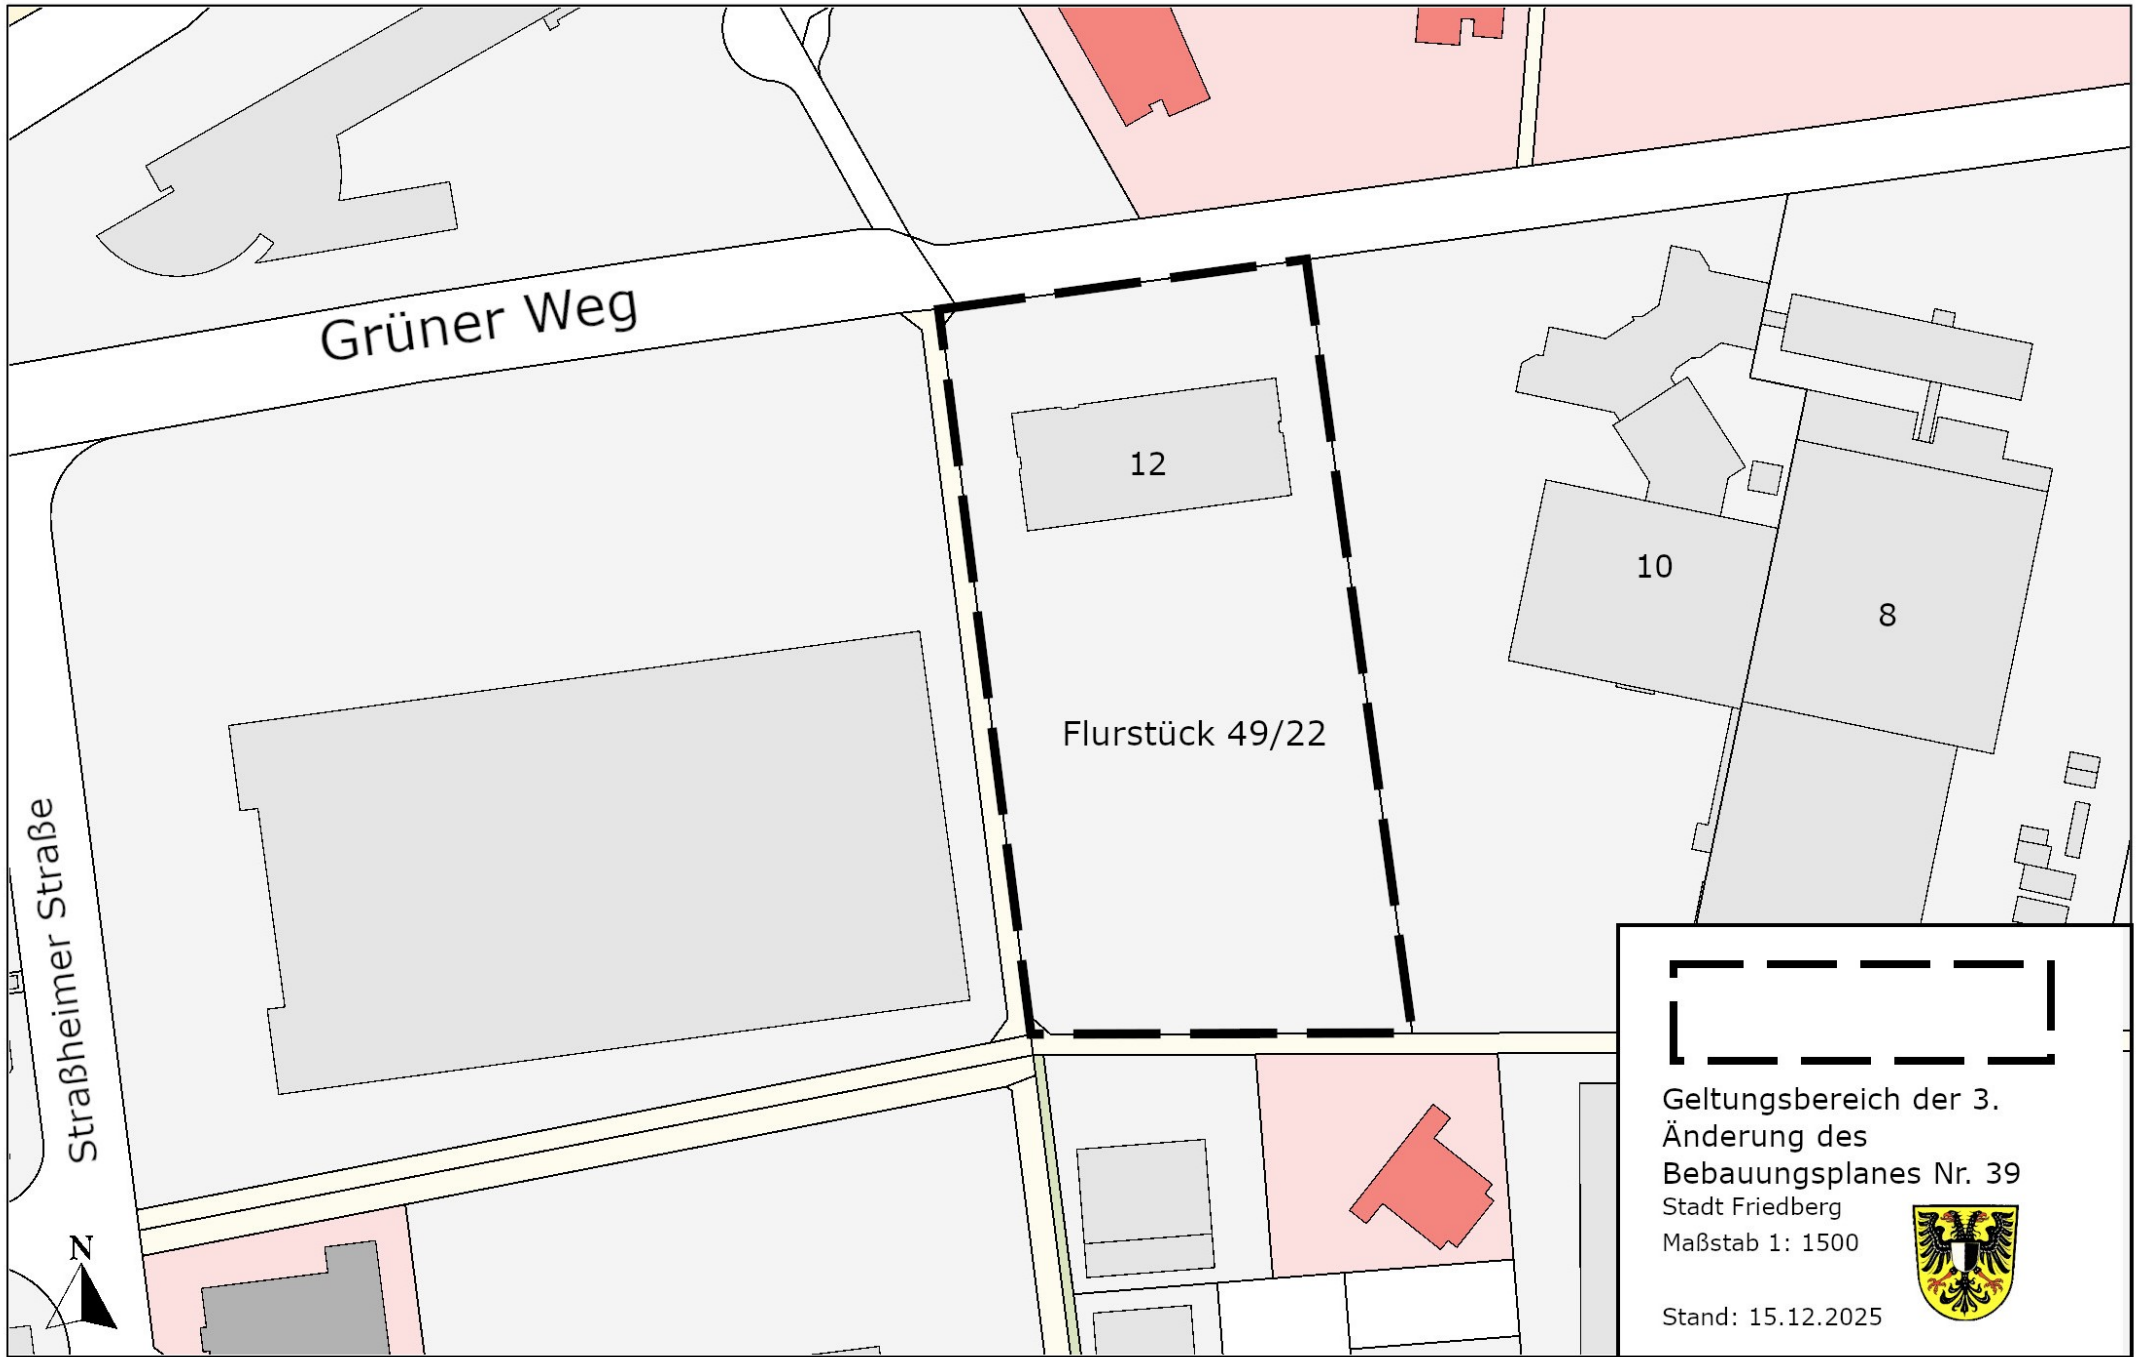 Grüner Weg
12
10
8
Flurstück 49/22
Straßheimer Straße
N
Geltungsbereich der 3.
Änderung des
Bebauungsplanes Nr. 39
Stadt Friedberg
Maßstab 1: 1500
Stand: 15.12.2025